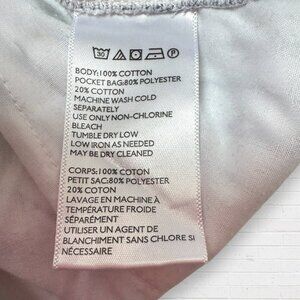 30
P
BODY:100% COTTON
POCKET BAG:80% POLYESTER
20% COTTON
MACHINE WASH COLD
SEPARATELY
USE ONLY NON-CHLORINE
BLEACH
TUMBLE DRY LOW
LOW IRON AS NEEDED
MAY BE DRY CLEANED
CORPS:100% COTON
PETIT SAC:80% POLYESTER
20% COTON
LAVAGE EN MACHINE À
TEMPÉRATURE FROIDE
SÉPARÉMENT
UTILISER UN AGENT DE
BLANCHIMENT SANS CHLORE SI
NÉCESSAIRE